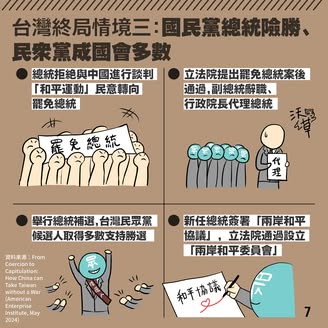 台灣終局情境三:國民黨總統險勝、
民眾黨成國會多數
總統拒絕與中國進行談判
「和平運動」民意轉向
罷免總統
罷免總統
立法院提出罷免總統案後
通過,副總統辭職、
行政院長代理總統
代理
舉行總統補選,台灣民眾黨
候選人取得多數支持勝選
民
新任總統簽署「兩岸和平
協議」,立法院通過設立
「兩岸和平委員會」
和平協議
民
資料來源:From
Coercion to
Capitulation:
How China can
Take Taiwan
without a War
(American
Enterprise
Institute, May
2024)
7